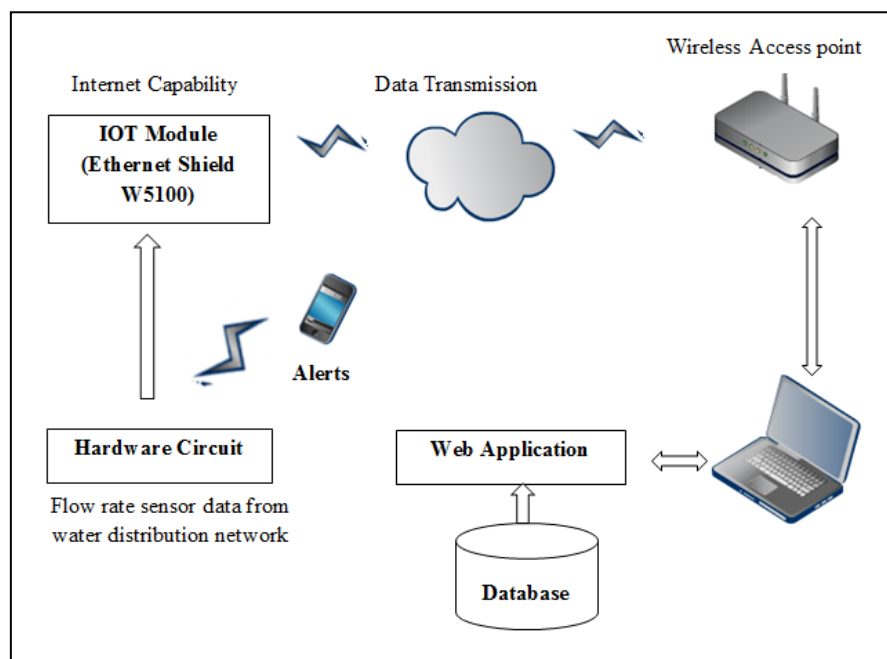 Wireless Access point
Internet Capability
Data Transmission
IOT Module
(Ethernet Shield
W5100)
Alerts
Hardware Circuit
Web Application
Flow rate sensor data from
water distribution network
Database